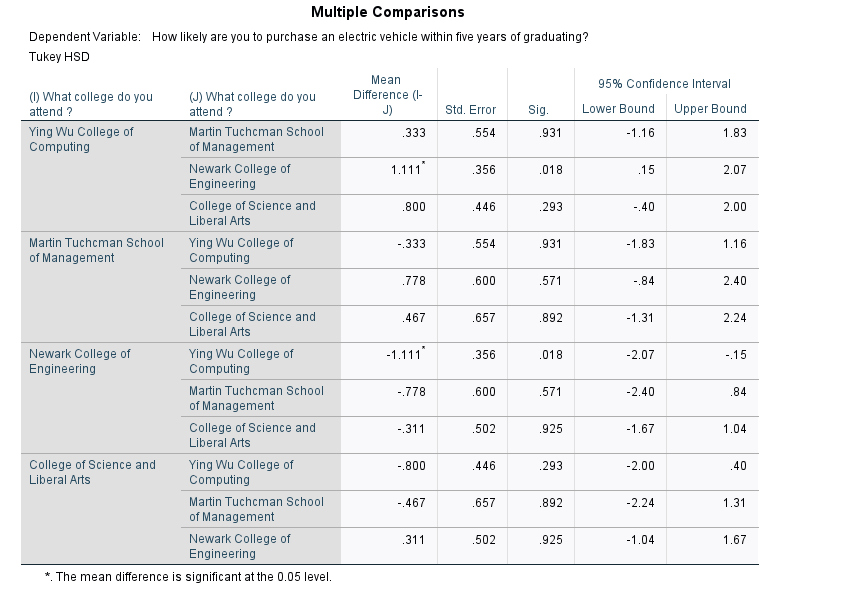 Multiple Comparisons
Dependent Variable: How likely are you to purchase an electric vehicle within five years of graduating?
Tukey HSD
(I) What college do you attend ? (J) What college do you attend ? Mean Difference (I-J) Std. Error Sig. 95% Confidence Interval Lower Bound Upper Bound
Ying Wu College of Computing Martin Tuchcman School of Management .333 .554 .931 -1.16 1.83
Newark College of Engineering 1.111* .356 .018 .15 2.07
College of Science and Liberal Arts .800 .446 .293 -.40 2.00
Martin Tuchcman School of Management Ying Wu College of Computing -.333 .554 .931 -1.83 1.16
Newark College of Engineering .778 .600 .571 -.84 2.40
College of Science and Liberal Arts .467 .657 .892 -1.31 2.24
Newark College of Engineering Ying Wu College of Computing -1.111* .356 .018 -2.07 -.15
Martin Tuchcman School of Management -.778 .600 .571 -2.40 .84
College of Science and Liberal Arts -.311 .502 .925 -1.67 1.04
College of Science and Liberal Arts Ying Wu College of Computing -.800 .446 .293 -2.00 .40
Martin Tuchcman School of Management -.467 .657 .892 -2.24 1.31
Newark College of Engineering .311 .502 .925 -1.04 1.67
*. The mean difference is significant at the 0.05 level.